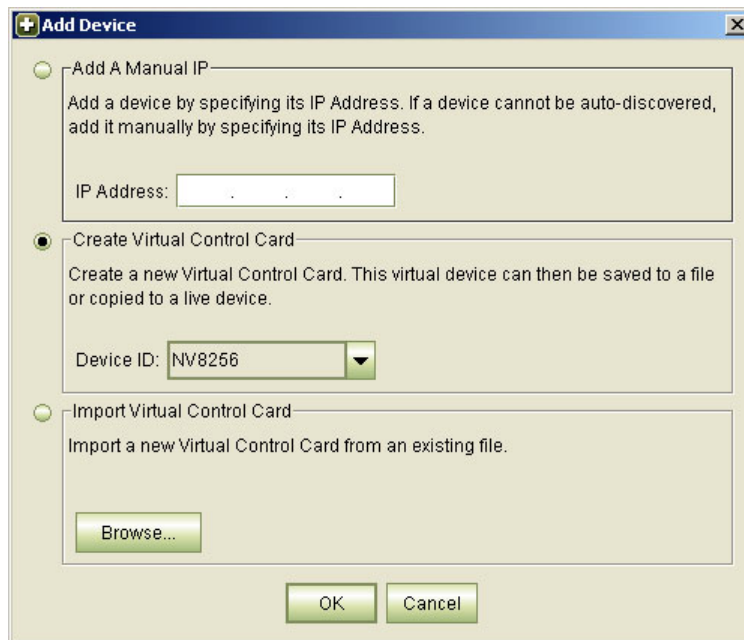 Add Device
Add A Manual IP
Add a device by specifying its IP Address. If a device cannot be auto-discovered,
add it manually by specifying its IP Address.
IP Address: . . .
Create Virtual Control Card
Create a new Virtual Control Card. This virtual device can then be saved to a file
or copied to a live device.
Device ID: NV8256
Import Virtual Control Card
Import a new Virtual Control Card from an existing file.
Browse...
OK Cancel